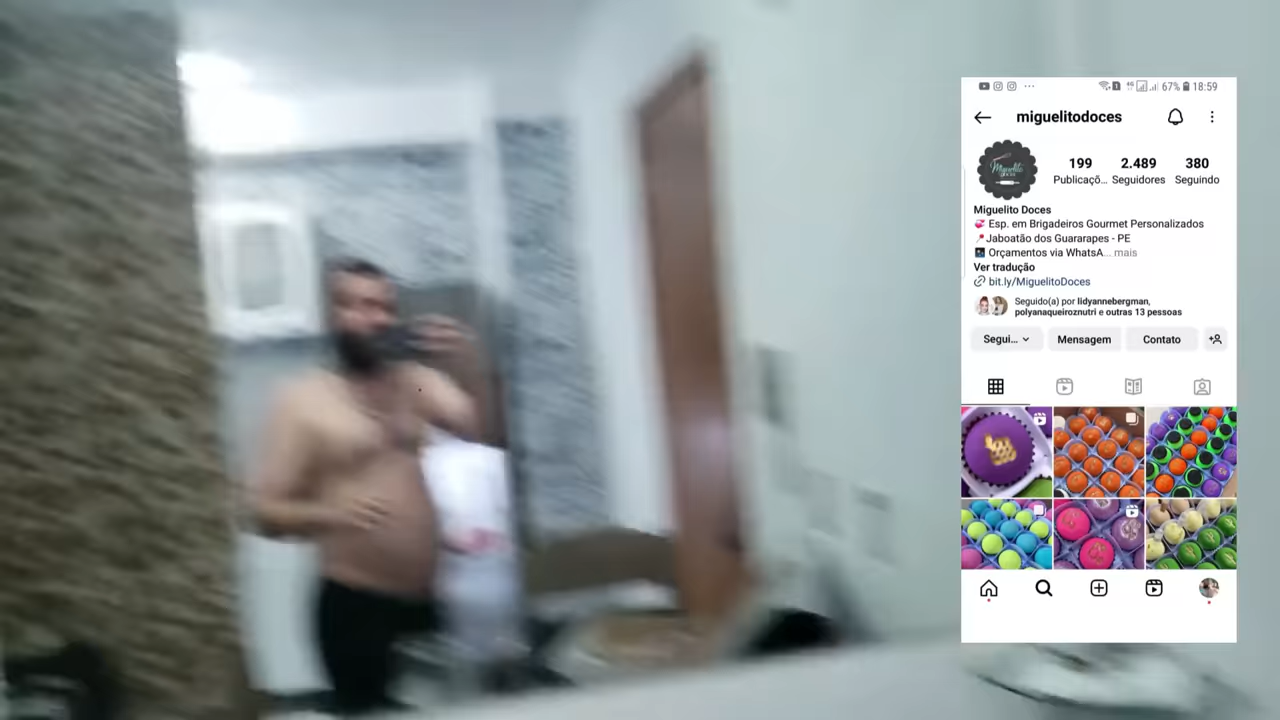 67% 18:59
miguelitodoces
199 2.489 380
Publicaçõ... Seguidores Seguindo
Miguelito Doces
Esp. em Brigadeiros Gourmet Personalizados
Jaboatão dos Guararapes - PE
Orçamentos via WhatsA... mais
Ver tradução
bit.ly/MiguelitoDoces
Seguido(a) por lidyannebergman,
polyanaqueiroznutri e outras 13 pessoas
Segui... Mensagem Contato